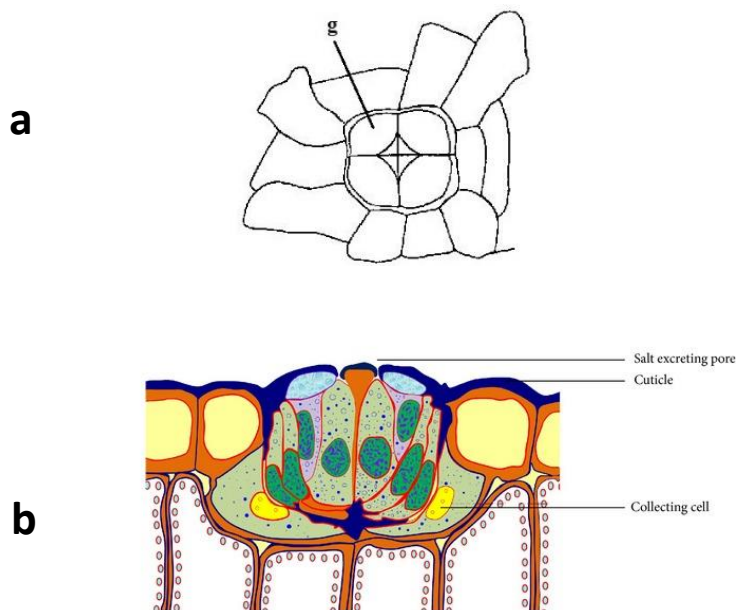 g
a
Salt excreting pore
Cuticle
b
Collecting cell